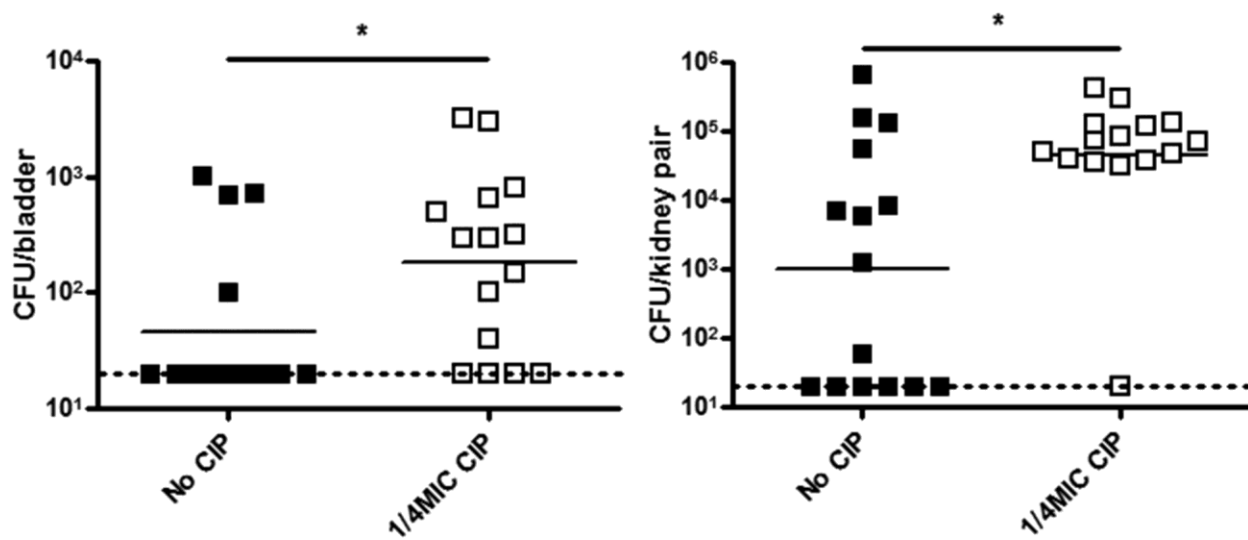 *
CFU/bladder
10⁴
10³
10²
10¹
No CIP
1/4MIC CIP
*
CFU/kidney pair
10⁶
10⁵
10⁴
10³
10²
10¹
No CIP
1/4MIC CIP